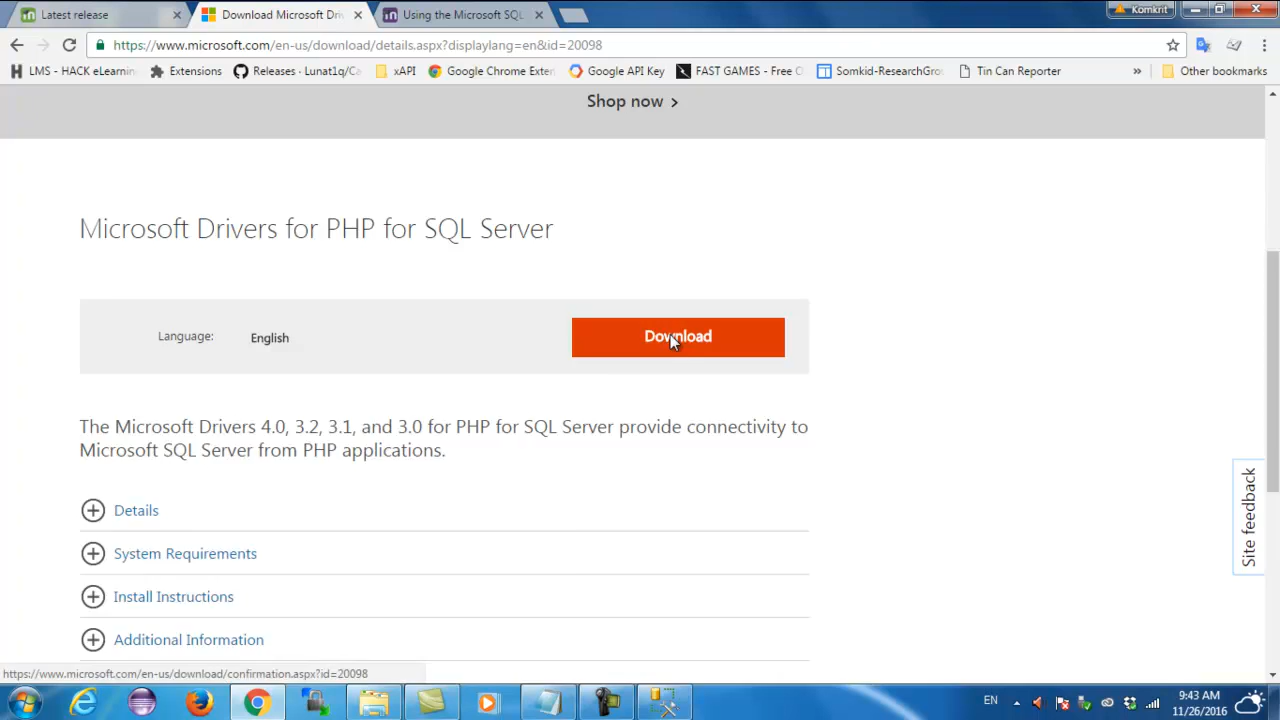 Latest release
Download Microsoft Dri
Using the Microsoft SQL
Komkrit
https://www.microsoft.com/en-us/download/details.aspx?displaylang=en&id=20098
LMS - HACK eLearnin
Extensions
Releases · Lunat1q/Ca
xAPI
Google Chrome Exten
Google API Key
FAST GAMES - Free O
Somkid-ResearchGro
Tin Can Reporter
»
Other bookmarks
Shop now >
Microsoft Drivers for PHP for SQL Server
Language:
English
Download
The Microsoft Drivers 4.0, 3.2, 3.1, and 3.0 for PHP for SQL Server provide connectivity to
Microsoft SQL Server from PHP applications.
Details
System Requirements
Install Instructions
Additional Information
Site feedback
https://www.microsoft.com/en-us/download/confirmation.aspx?id=20098
EN
9:43 AM
11/26/2016